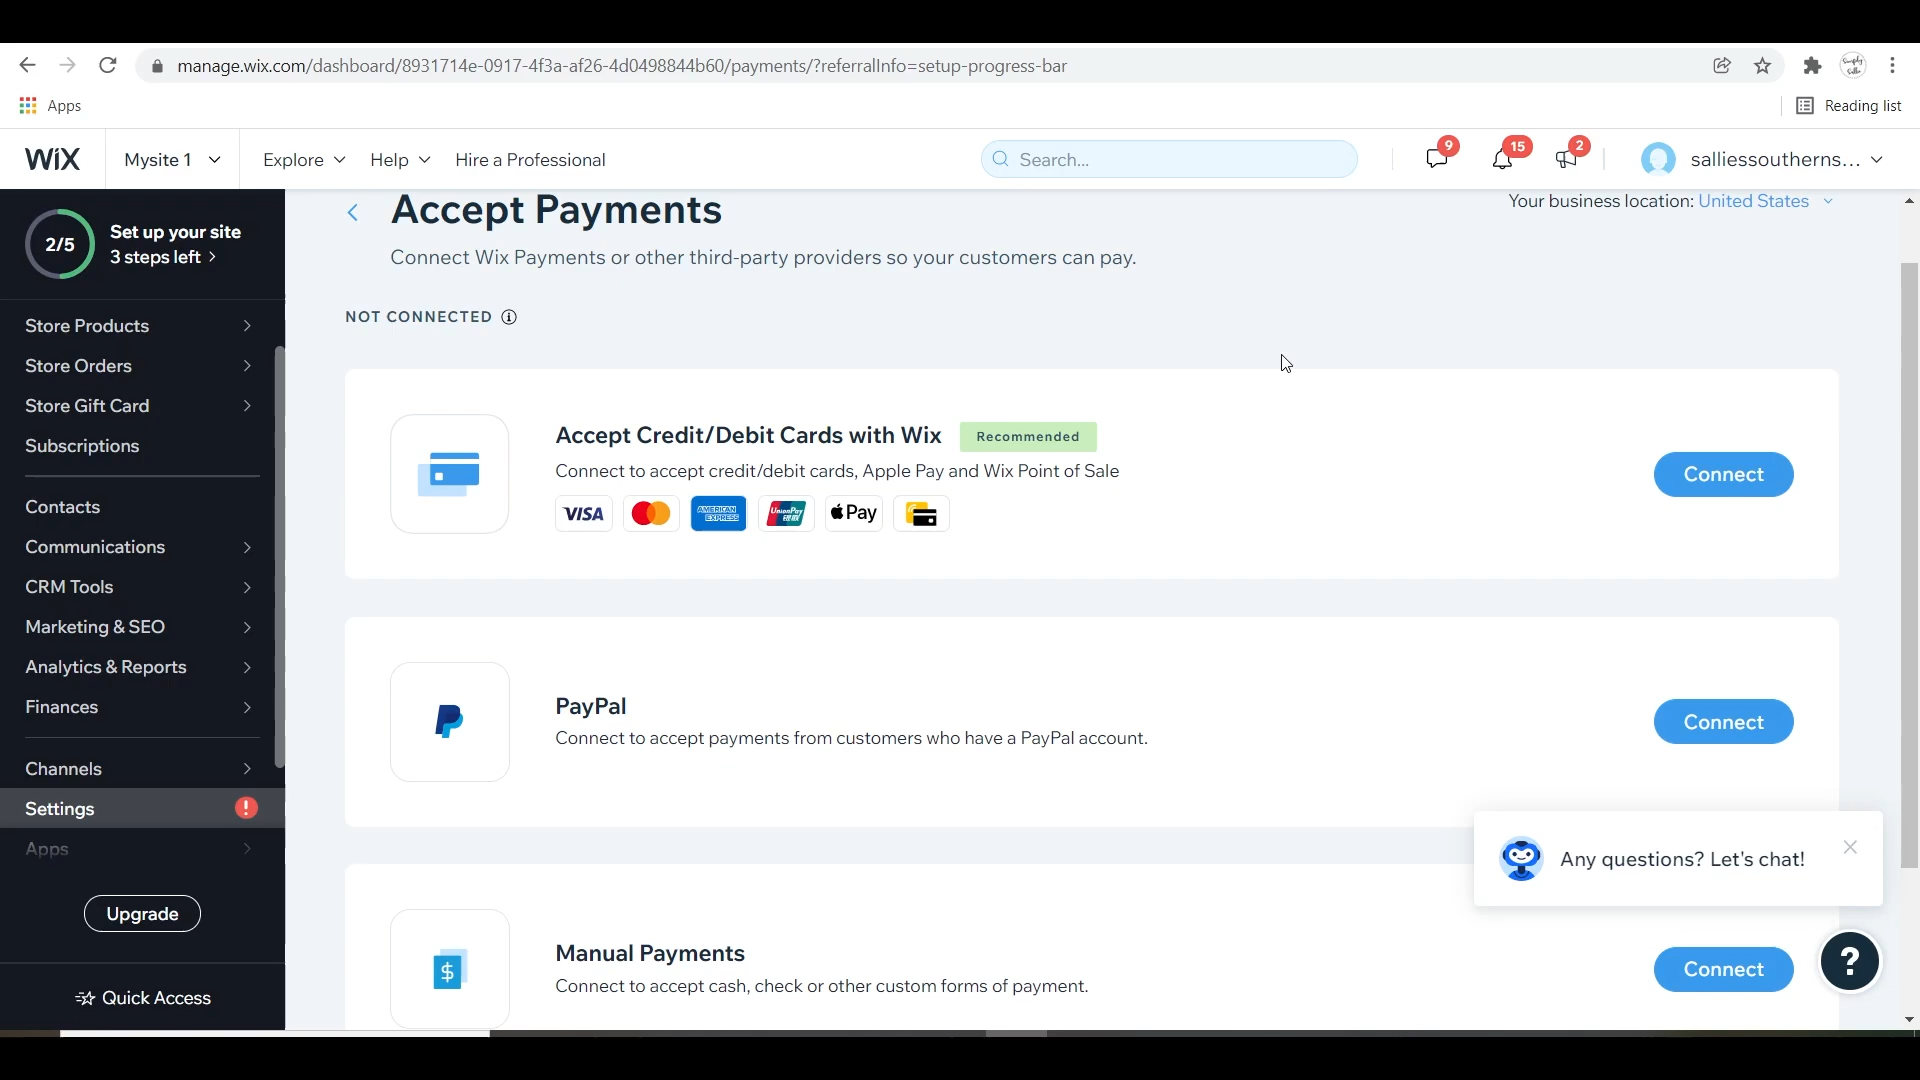 manage.wix.com/dashboard/8931714e-0917-4f3a-af26-4d0498844b60/payments/?referralInfo=setup-progress-bar
Apps
Reading list
WiX
Mysite 1
Explore
Help
Hire a Professional
Search...
9
15
2
salliessoutherns...
2/5
Set up your site
3 steps left >
Store Products
Store Orders
Store Gift Card
Subscriptions
Contacts
Communications
CRM Tools
Marketing & SEO
Analytics & Reports
Finances
Channels
Settings
!
Apps
Upgrade
Quick Access
Accept Payments
Your business location: United States
Connect Wix Payments or other third-party providers so your customers can pay.
NOT CONNECTED
Accept Credit/Debit Cards with Wix
Recommended
Connect to accept credit/debit cards, Apple Pay and Wix Point of Sale
VISA
AMERICAN EXPRESS
UnionPay
Pay
Connect
PayPal
Connect to accept payments from customers who have a PayPal account.
Connect
Any questions? Let's chat!
Manual Payments
Connect to accept cash, check or other custom forms of payment.
$
Connect
?